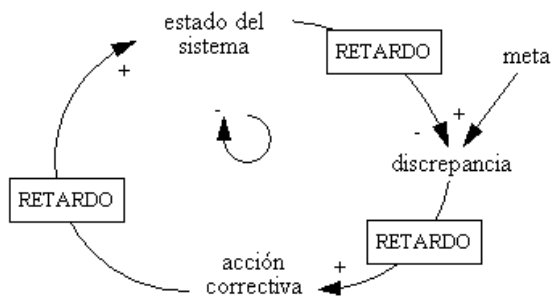 estado del
sistema
RETARDO
meta
+
+
-
-
discrepancia
RETARDO
RETARDO
acción
correctiva
+